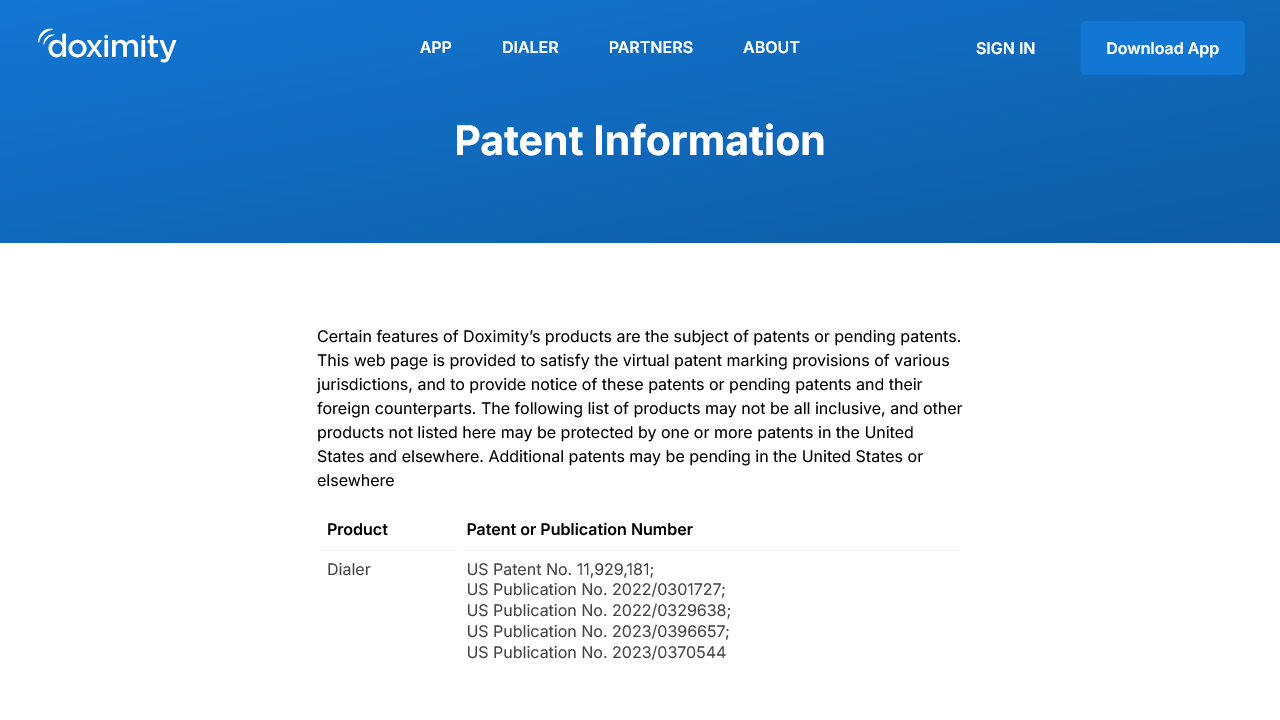 doximity
APP DIALER PARTNERS ABOUT SIGN IN Download App
Patent Information
Certain features of Doximity’s products are the subject of patents or pending patents.
This web page is provided to satisfy the virtual patent marking provisions of various
jurisdictions, and to provide notice of these patents or pending patents and their
foreign counterparts. The following list of products may not be all inclusive, and other
products not listed here may be protected by one or more patents in the United
States and elsewhere. Additional patents may be pending in the United States or
elsewhere
Product Patent or Publication Number
Dialer US Patent No. 11,929,181;
US Publication No. 2022/0301727;
US Publication No. 2022/0329638;
US Publication No. 2023/0396657;
US Publication No. 2023/0370544